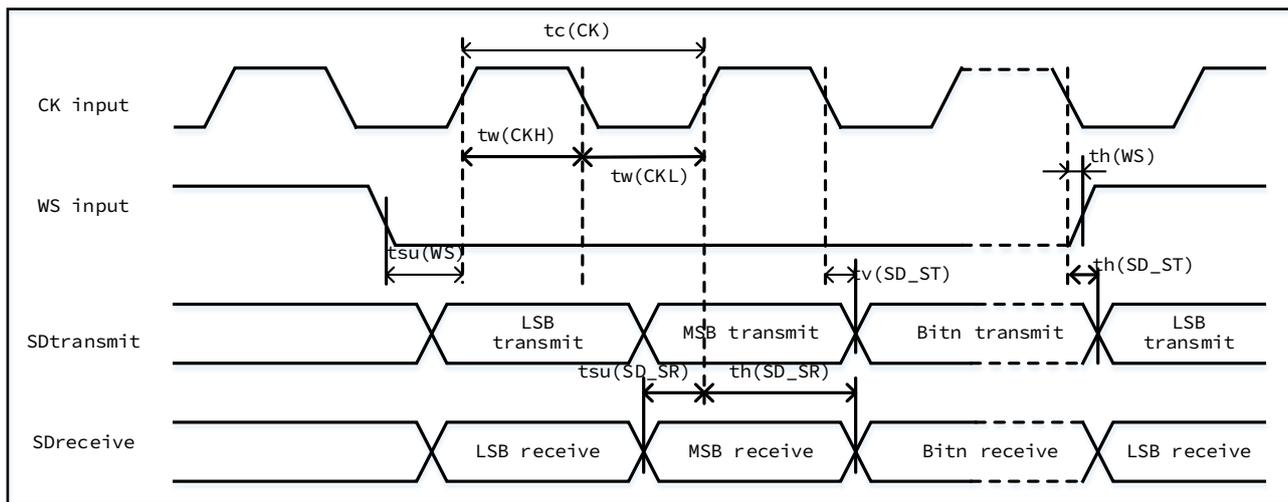 tc(CK)
CK input
tw(CKH)
tw(CKL)
th(WS)
WS input
tsu(WS)
tv(SD_ST)
th(SD_ST)
SDtransmit
LSB
transmit
MSB transmit
Bitn transmit
LSB
transmit
tsu(SD_SR)
th(SD_SR)
SDreceive
LSB receive
MSB receive
Bitn receive
LSB receive